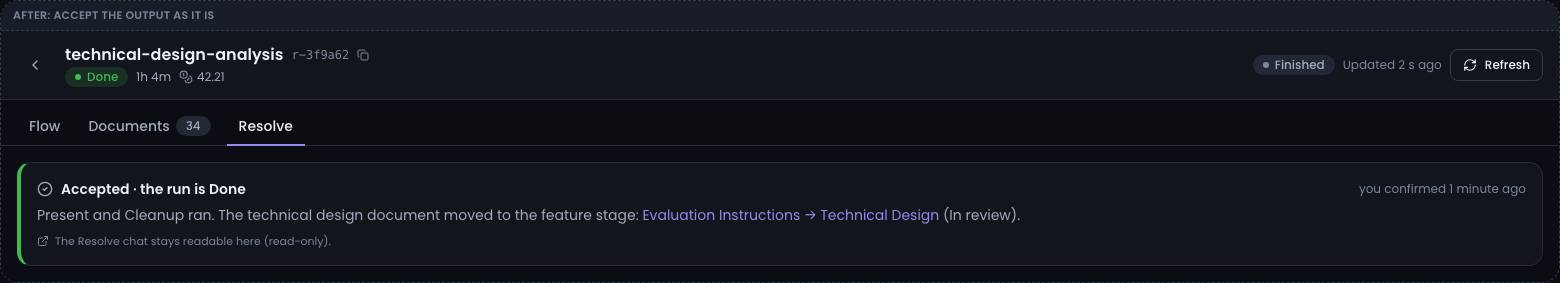 AFTER: ACCEPT THE OUTPUT AS IT IS
technical-design-analysis r-3f9a62
Done 1h 4m 42.21
Finished Updated 2 s ago Refresh
Flow Documents 34 Resolve
Accepted · the run is Done
you confirmed 1 minute ago
Present and Cleanup ran. The technical design document moved to the feature stage: Evaluation Instructions → Technical Design (In review).
The Resolve chat stays readable here (read-only).